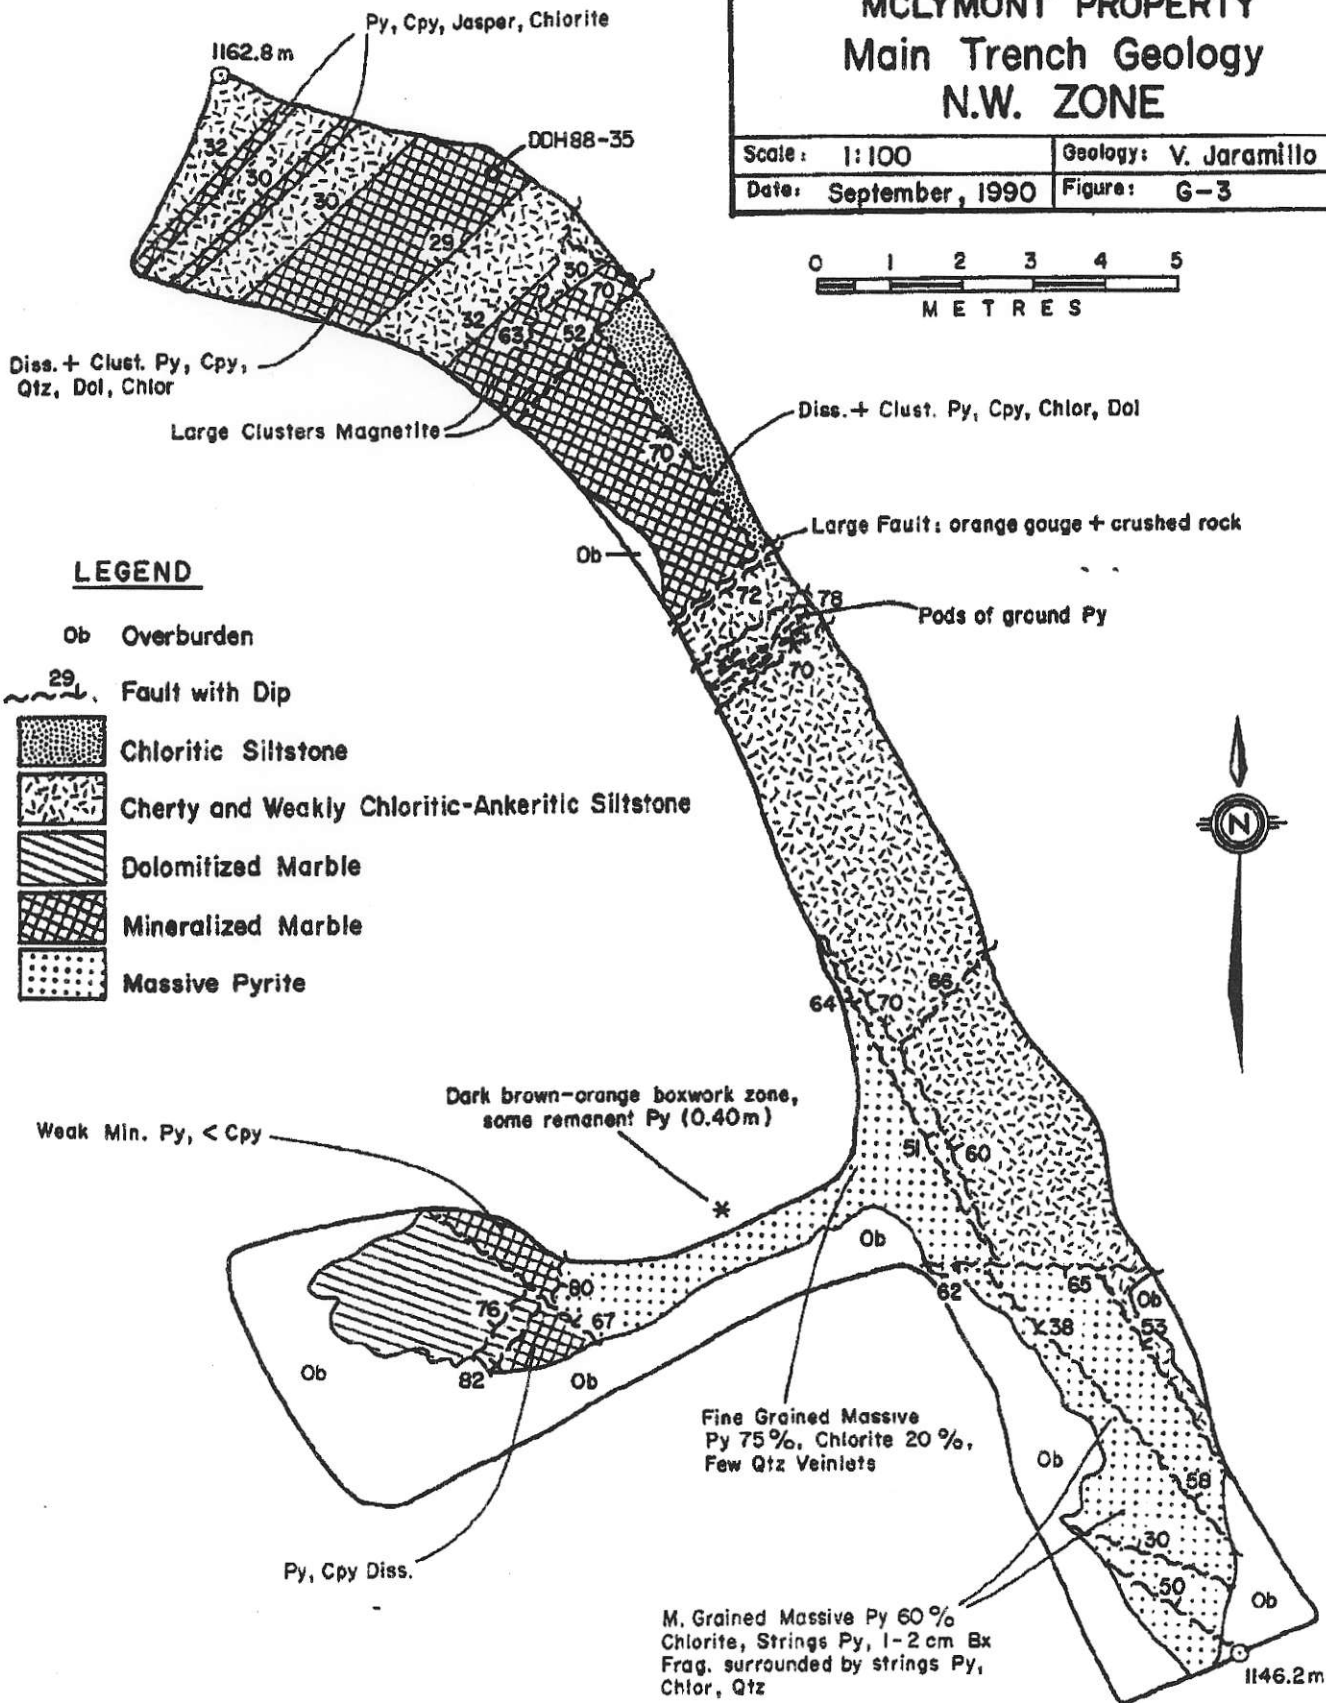 MCLYMONT PROPERTY
Main Trench Geology
N.W. ZONE
Scale: 1:100
Geology: V. Jaramillo
Date: September, 1990
Figure: G-3
0 1 2 3 4 5
METRES
Py, Cpy, Jasper, Chlorite
1162.8 m
DDH88-35
32
30
30
29
30
70
32
63
52
Diss. + Clust. Py, Cpy,
Qtz, Dol, Chlor
Large Clusters Magnetite
Diss. + Clust. Py, Cpy, Chlor, Dol
70
Large Fault: orange gouge + crushed rock
Ob
72
78
Pods of ground Py
70
LEGEND
Ob Overburden
29 Fault with Dip
Chloritic Siltstone
Cherty and Weakly Chloritic-Ankeritic Siltstone
Dolomitized Marble
Mineralized Marble
Massive Pyrite
N
66
64
70
Dark brown-orange boxwork zone,
some remanent Py (0.40m)
*
Weak Min. Py, < Cpy
51
60
Ob
80
76
67
62
65
Ob
38
53
Ob
82
Ob
Fine Grained Massive
Py 75%, Chlorite 20%,
Few Qtz Veinlets
Ob
58
30
50
Ob
Py, Cpy Diss.
M. Grained Massive Py 60%
Chlorite, Strings Py, 1-2 cm Bx
Frag. surrounded by strings Py,
Chlor, Qtz
1146.2m